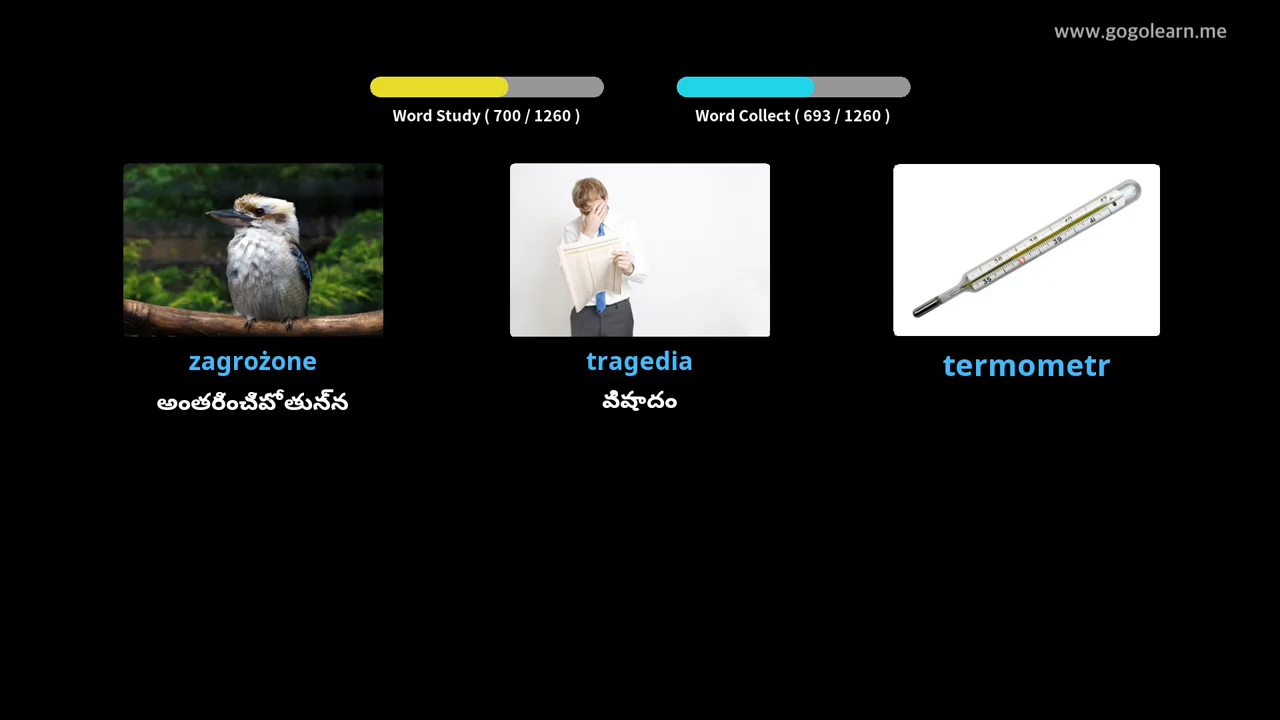 www.gogolearn.me
Word Study ( 700 / 1260 )
Word Collect ( 693 / 1260 )
zagrożone
tragedia
termometr
అంతరించిపోతున్న
విషాదం